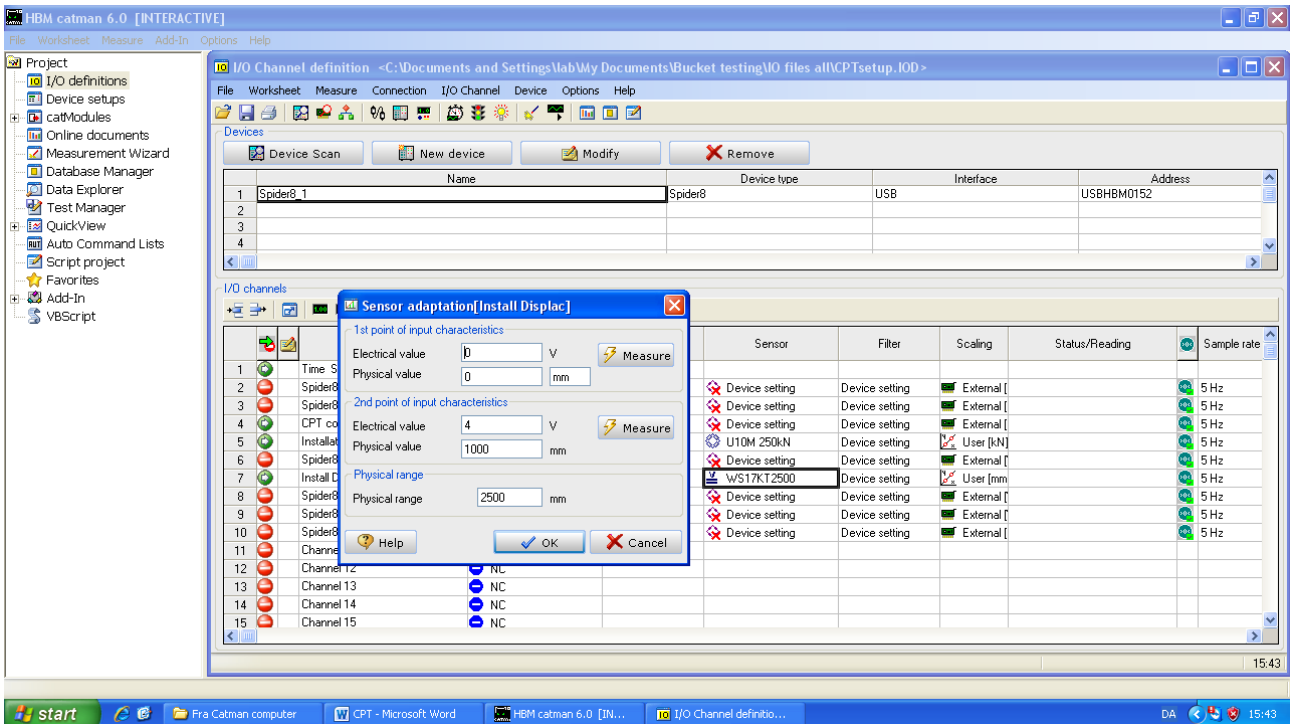 HBM catman 6.0 [INTERACTIVE]
File Worksheet Measure Add-In Options Help
Project
I/O definitions
Device setups
catModules
Online documents
Measurement Wizard
Database Manager
Data Explorer
Test Manager
QuickView
Auto Command Lists
Script project
Favorites
Add-In
VBScript
I/O Channel definition <C:\Documents and Settings\lab\My Documents\Bucket testing\IO files all\CPTsetup.IOD>
File Worksheet Measure Connection I/O Channel Device Options Help
Devices
Device Scan New device Modify Remove
Name Device type Interface Address
1 Spider8_1 Spider8 USB USBHBM0152
2
3
4
I/O channels
Sensor adaptation[Install Displac]
1st point of input characteristics
Electrical value 0 V Measure
Physical value 0 mm
2nd point of input characteristics
Electrical value 4 V Measure
Physical value 1000 mm
Physical range
Physical range 2500 mm
Help OK Cancel
Sensor Filter Scaling Status/Reading Sample rate
1 Time S
2 Spider8 Device setting Device setting External [ 5 Hz
3 Spider8 Device setting Device setting External [ 5 Hz
4 CPT co Device setting Device setting External [ 5 Hz
5 Installat U10M 250kN Device setting User [kN] 5 Hz
6 Spider8 Device setting Device setting External [ 5 Hz
7 Install D WS17KT2500 Device setting User [mm 5 Hz
8 Spider8 Device setting Device setting External [ 5 Hz
9 Spider8 Device setting Device setting External [ 5 Hz
10 Spider8 Device setting Device setting External [ 5 Hz
11 Channe
12 Channel 12 NC
13 Channel 13 NC
14 Channel 14 NC
15 Channel 15 NC
15:43
start Fra Catman computer CPT - Microsoft Word HBM catman 6.0 [IN... I/O Channel definitio... DA 15:43